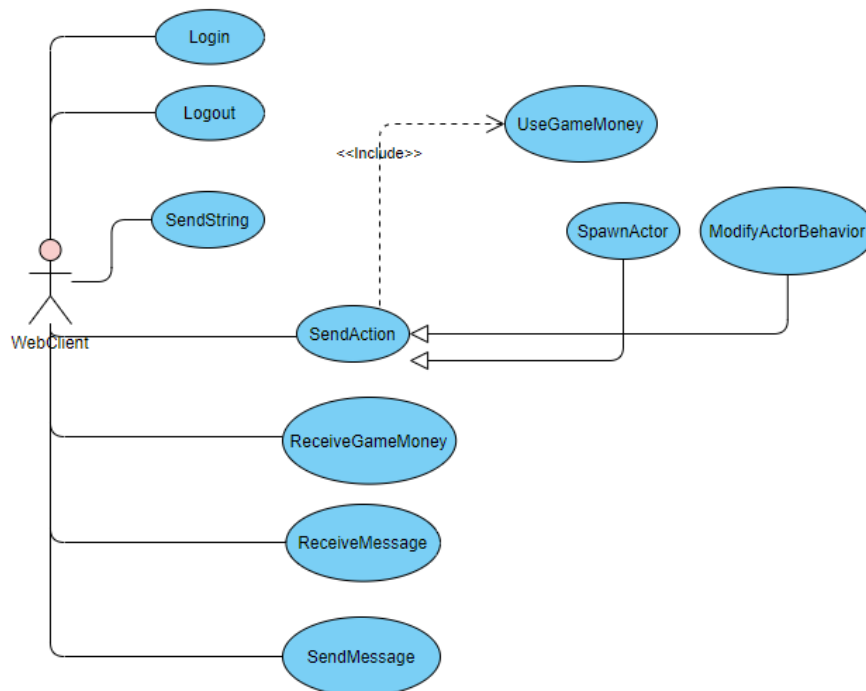 Login
Logout
UseGameMoney
<<Include>>
SendString
SpawnActor
ModifyActorBehavior
WebClient
SendAction
ReceiveGameMoney
ReceiveMessage
SendMessage